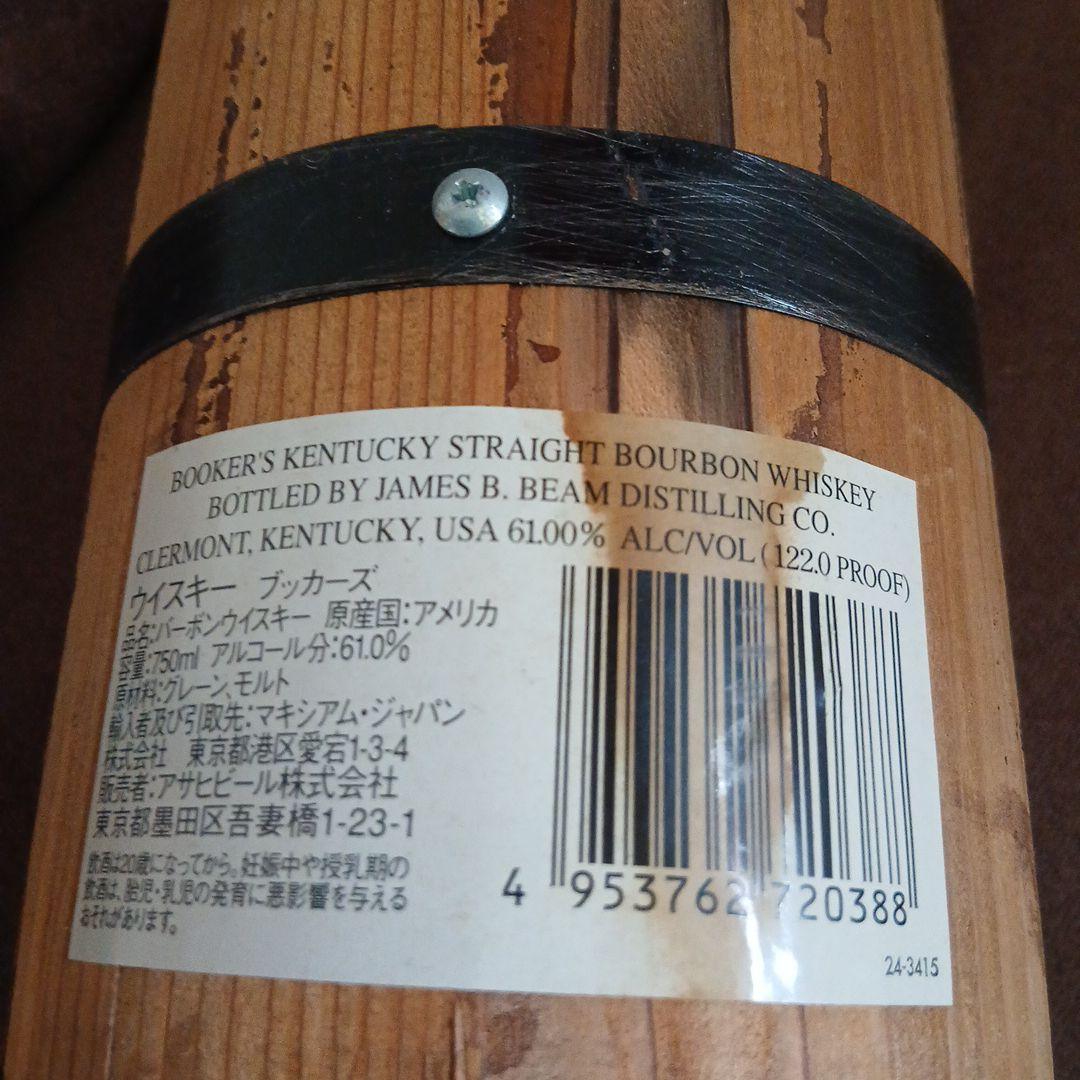 BOOKER'S KENTUCKY STRAIGHT BOURBON WHISKEY
BOTTLED BY JAMES B. BEAM DISTILLING CO.
CLERMONT, KENTUCKY, USA 61.00% ALC/VOL (122.0 PROOF)
ウイスキー ブッカーズ
品名:バーボンウイスキー 原産国:アメリカ
容量:750ml アルコール分:61.0%
原材料:グレーン、モルト
輸入者及び引取先:マキシアム・ジャパン
株式会社 東京都港区愛宕1-3-4
販売者:アサヒビール株式会社
東京都墨田区吾妻橋1-23-1
飲酒は20歳になってから。妊娠中や授乳期の
飲酒は、胎児・乳児の発育に悪影響を与える
おそれがあります。
4 953762 720388
24-3415